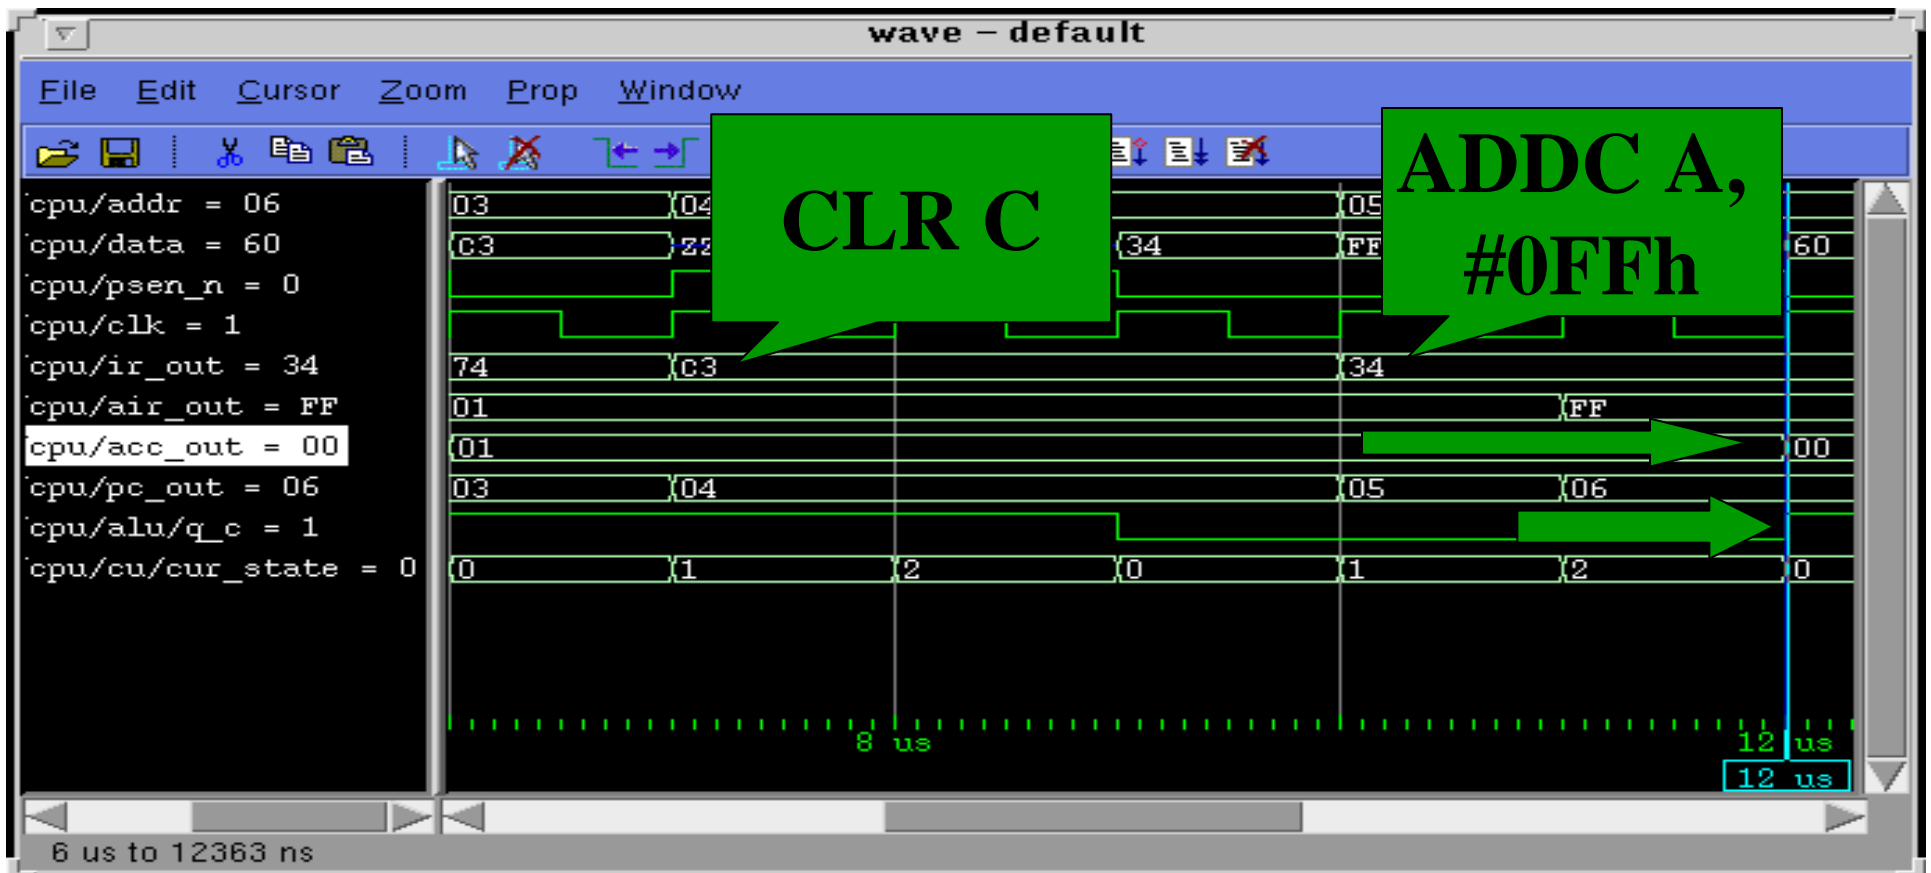 wave – default
File Edit Cursor Zoom Prop Window
CLR C
ADDC A,
#0FFh
cpu/addr = 06 03 04 05
cpu/data = 60 C3 ZZ 34 FF 60
cpu/psen_n = 0
cpu/clk = 1
cpu/ir_out = 34 74 C3 34
cpu/air_out = FF 01 FF
cpu/acc_out = 00 01 00
cpu/pc_out = 06 03 04 05 06
cpu/alu/q_c = 1
cpu/cu/cur_state = 0 0 1 2 0 1 2 0
8 us 12 us
12 us
6 us to 12363 ns